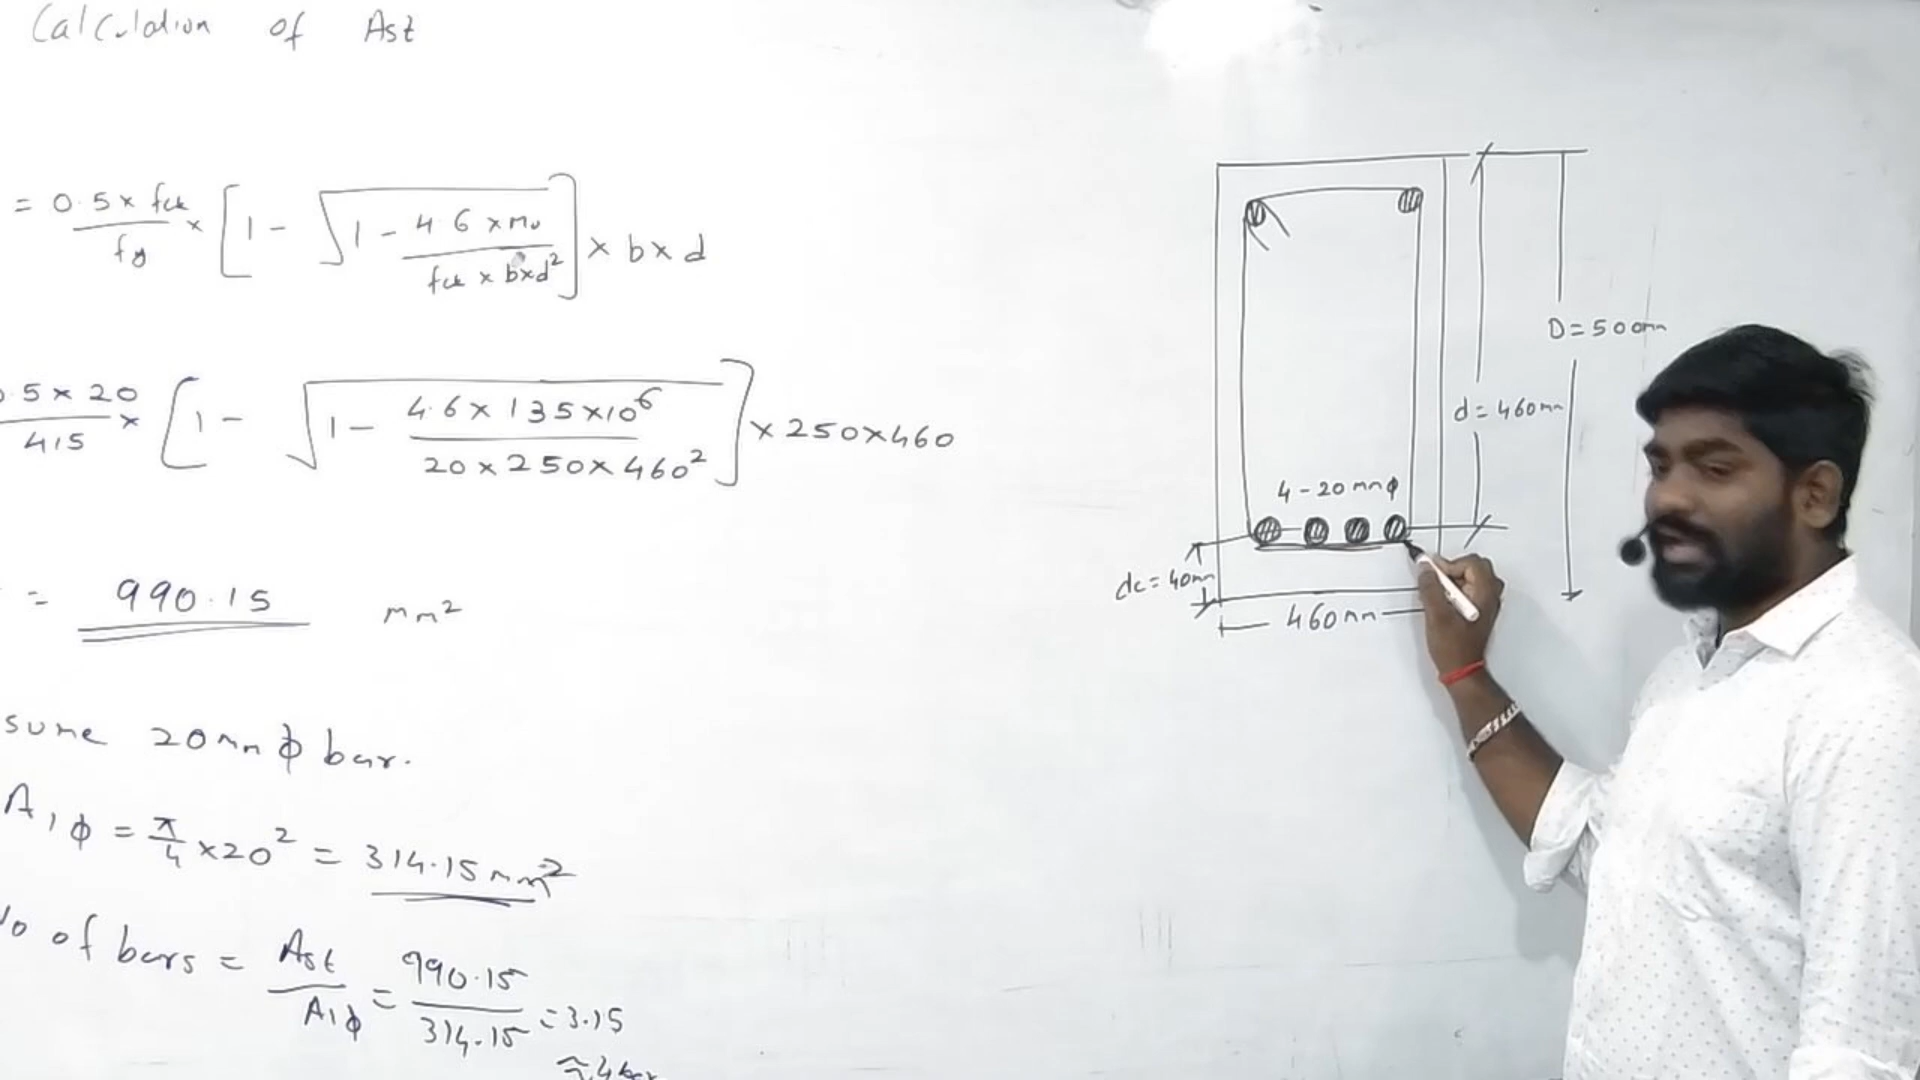 Calculation of Ast
= 0.5 x fck / fy x [1 - √1 - 4.6 x Mu / fck x bxd²] x b x d
.5 x 20 / 415 x [1 - √1 - 4.6 x 135 x 10⁶ / 20 x 250 x 460²] x 250 x 460
= 990.15 mm²
sume 20mm ϕ bar.
A1ϕ = π/4 x 20² = 314.15 mm²
No of bars = Ast / A1ϕ = 990.15 / 314.15 = 3.15
≈ 4 bar
D = 500mm
d = 460mm
4 - 20mm ϕ
dc = 40mm
460mm